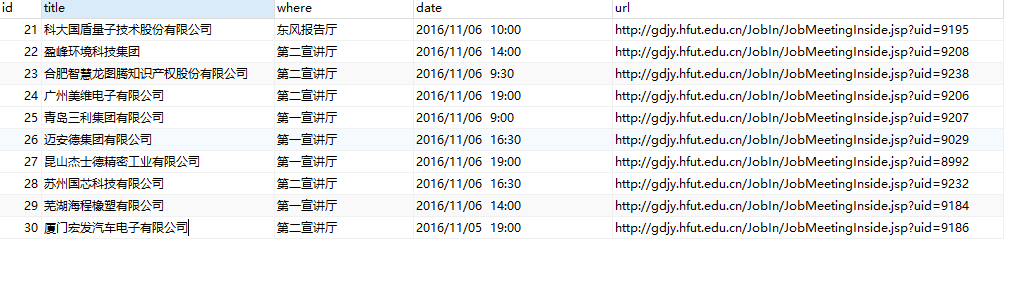 id title where date url
21 科大国盾量子技术股份有限公司 东风报告厅 2016/11/06 10:00 http://gdjy.hfut.edu.cn/JobIn/JobMeetingInside.jsp?uid=9195
22 盈峰环境科技集团 第二宣讲厅 2016/11/06 14:00 http://gdjy.hfut.edu.cn/JobIn/JobMeetingInside.jsp?uid=9208
23 合肥智慧龙图腾知识产权股份有限公司 第二宣讲厅 2016/11/06 9:30 http://gdjy.hfut.edu.cn/JobIn/JobMeetingInside.jsp?uid=9238
24 广州美维电子有限公司 第二宣讲厅 2016/11/06 19:00 http://gdjy.hfut.edu.cn/JobIn/JobMeetingInside.jsp?uid=9206
25 青岛三利集团有限公司 第一宣讲厅 2016/11/06 9:00 http://gdjy.hfut.edu.cn/JobIn/JobMeetingInside.jsp?uid=9207
26 迈安德集团有限公司 第一宣讲厅 2016/11/06 16:30 http://gdjy.hfut.edu.cn/JobIn/JobMeetingInside.jsp?uid=9029
27 昆山杰士德精密工业有限公司 第一宣讲厅 2016/11/06 19:00 http://gdjy.hfut.edu.cn/JobIn/JobMeetingInside.jsp?uid=8992
28 苏州国芯科技有限公司 第二宣讲厅 2016/11/06 16:30 http://gdjy.hfut.edu.cn/JobIn/JobMeetingInside.jsp?uid=9232
29 芜湖海程橡塑有限公司 第一宣讲厅 2016/11/06 14:00 http://gdjy.hfut.edu.cn/JobIn/JobMeetingInside.jsp?uid=9184
30 厦门宏发汽车电子有限公司 第二宣讲厅 2016/11/05 19:00 http://gdjy.hfut.edu.cn/JobIn/JobMeetingInside.jsp?uid=9186